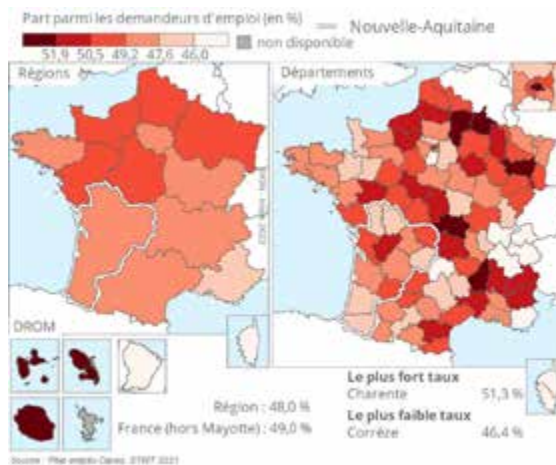 Part parmi les demandeurs d'emploi (en %)
Nouvelle-Aquitaine
non disponible
51,9 50,5 49,2 47,6 46,0
Régions
Départements
DROM
Région : 48,0 %
France (hors Mayotte) : 49,0 %
Le plus fort taux
Charente 51,3 %
Le plus faible taux
Corrèze 46,4 %